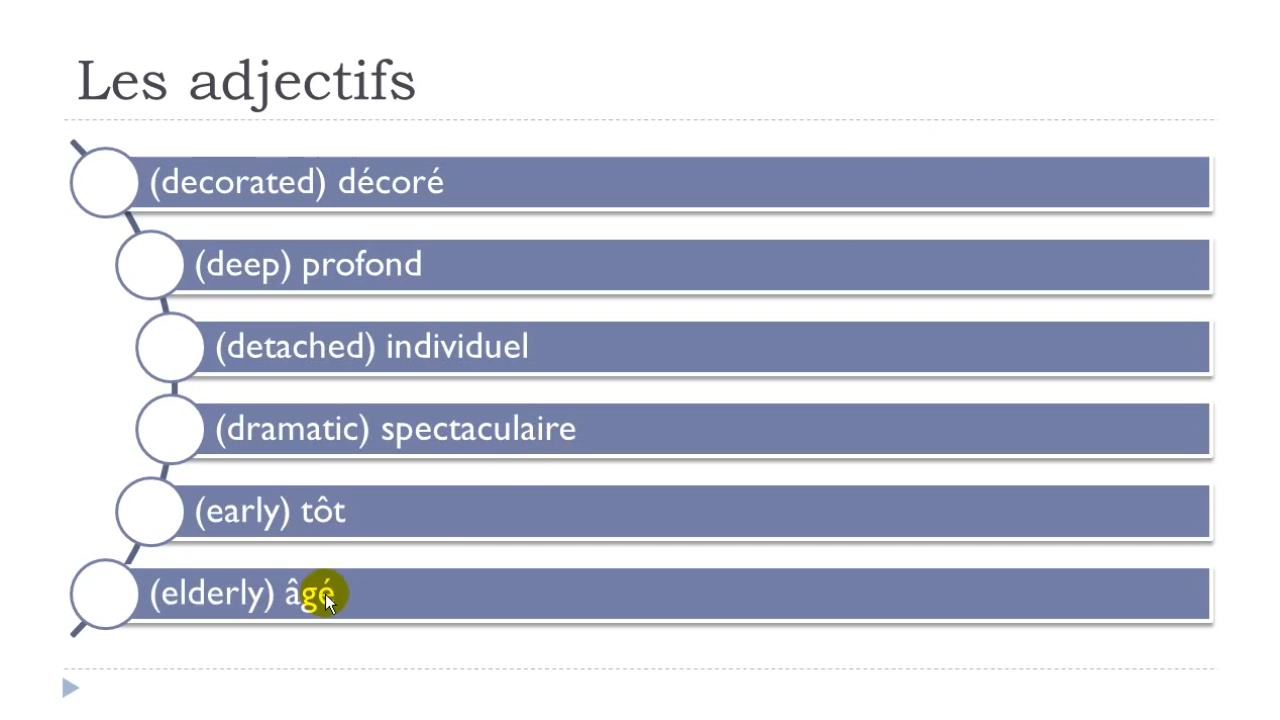 Les adjectifs
(decorated) décoré
(deep) profond
(detached) individuel
(dramatic) spectaculaire
(early) tôt
(elderly) âgé